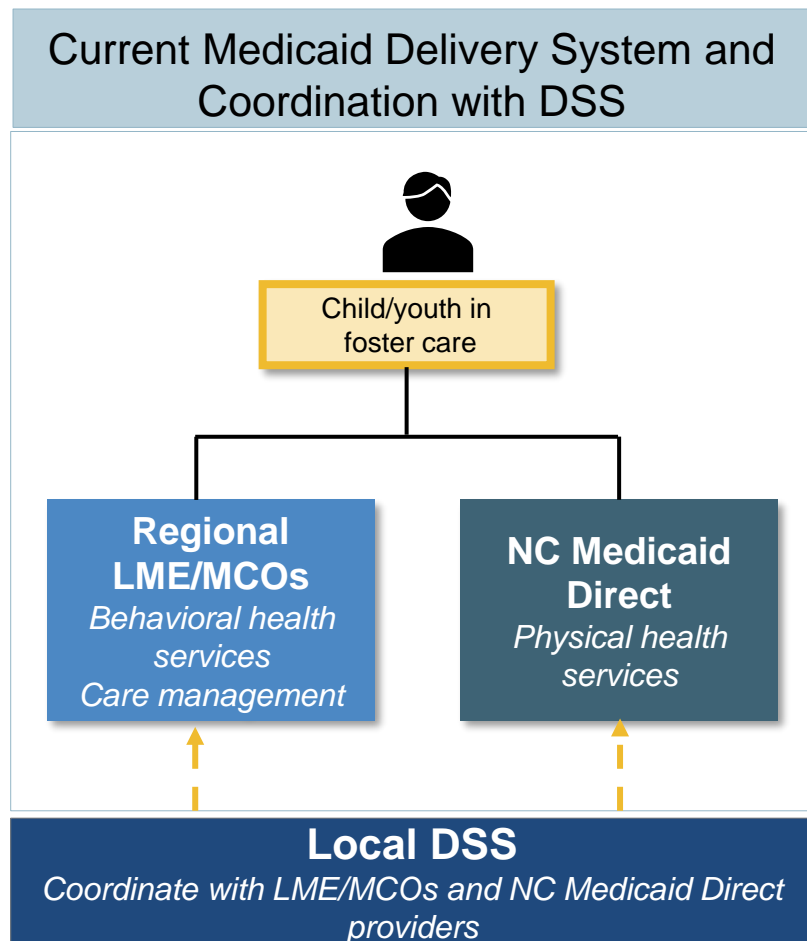 Current Medicaid Delivery System and
Coordination with DSS
Child/youth in
foster care
Regional
LME/MCOs
Behavioral health
services
Care management
NC Medicaid
Direct
Physical health
services
Local DSS
Coordinate with LME/MCOs and NC Medicaid Direct
providers